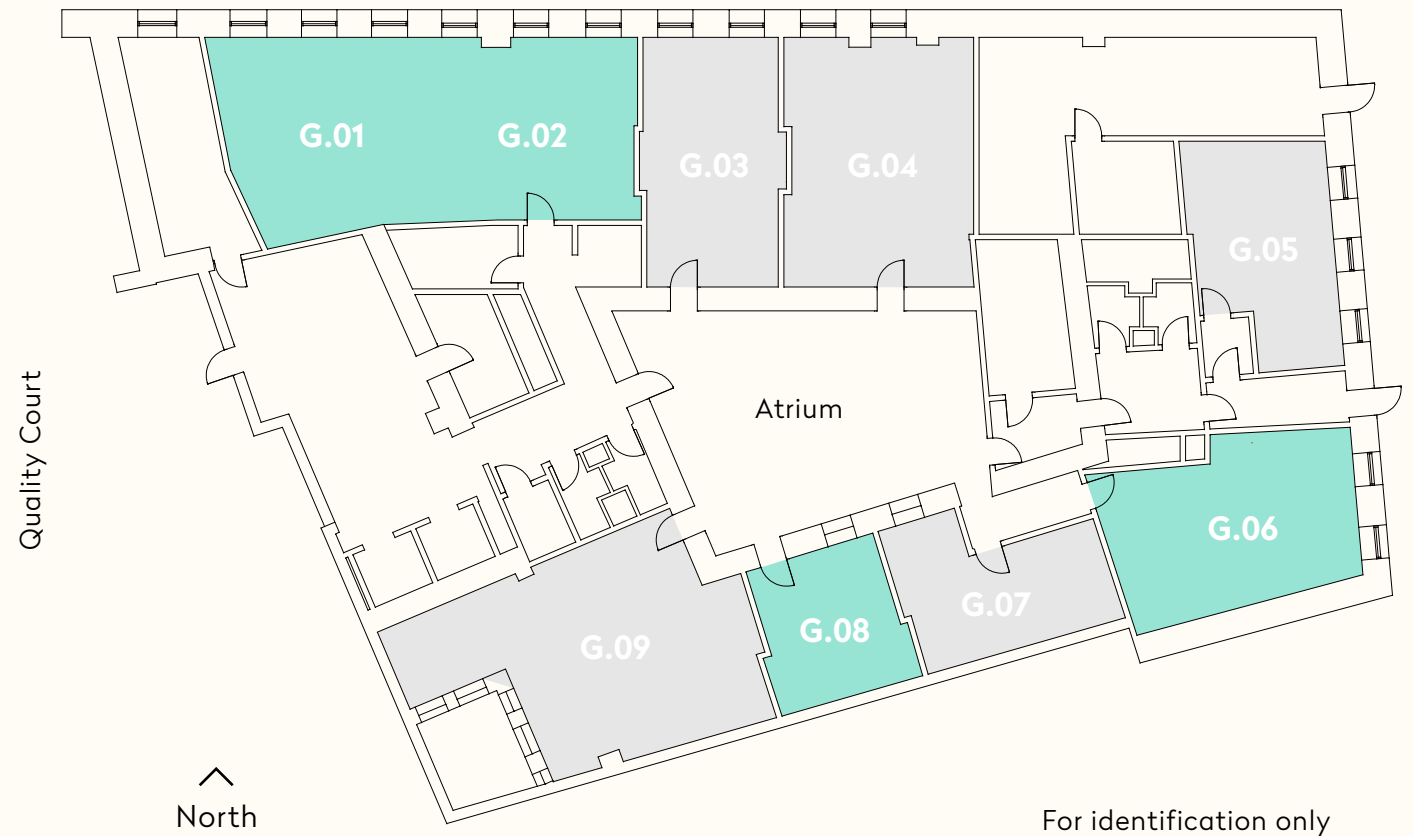 G.01
G.02
G.03
G.04
G.05
Atrium
Quality Court
G.06
G.07
G.08
G.09
North
For identification only